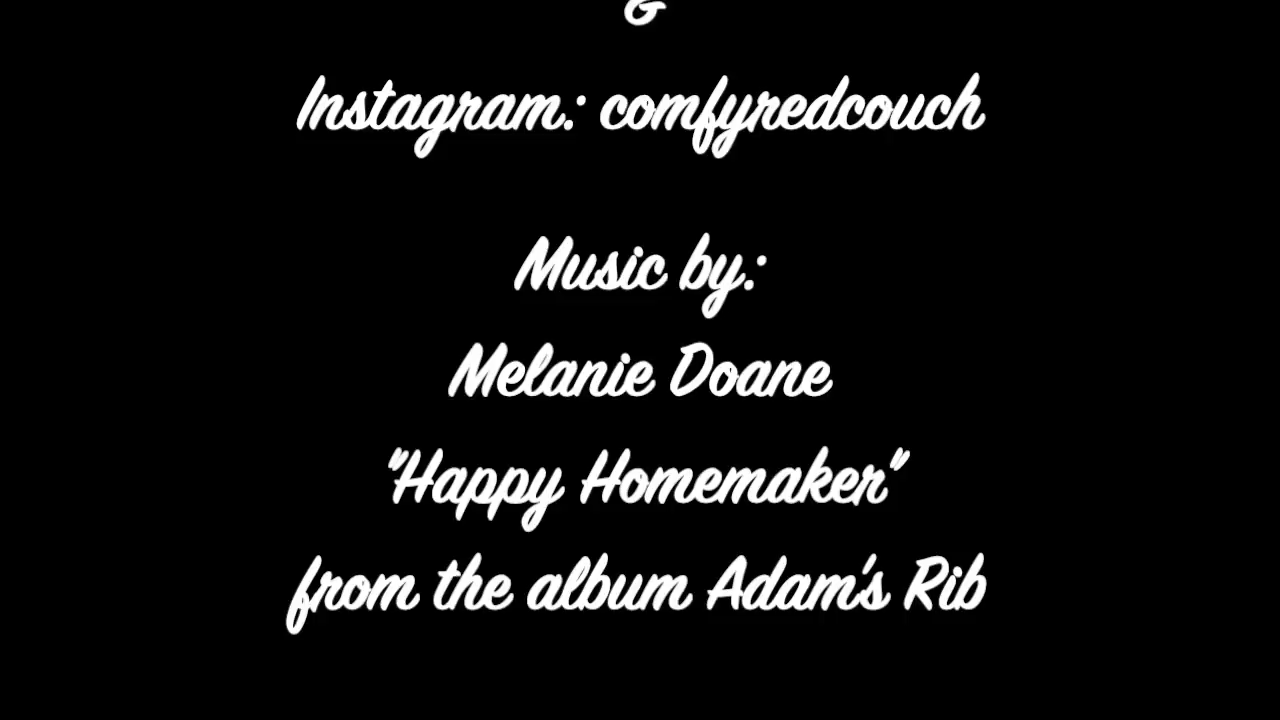 &
Instagram: comfyredcouch
Music by:
Melanie Doane
"Happy Homemaker"
from the album Adam's Rib